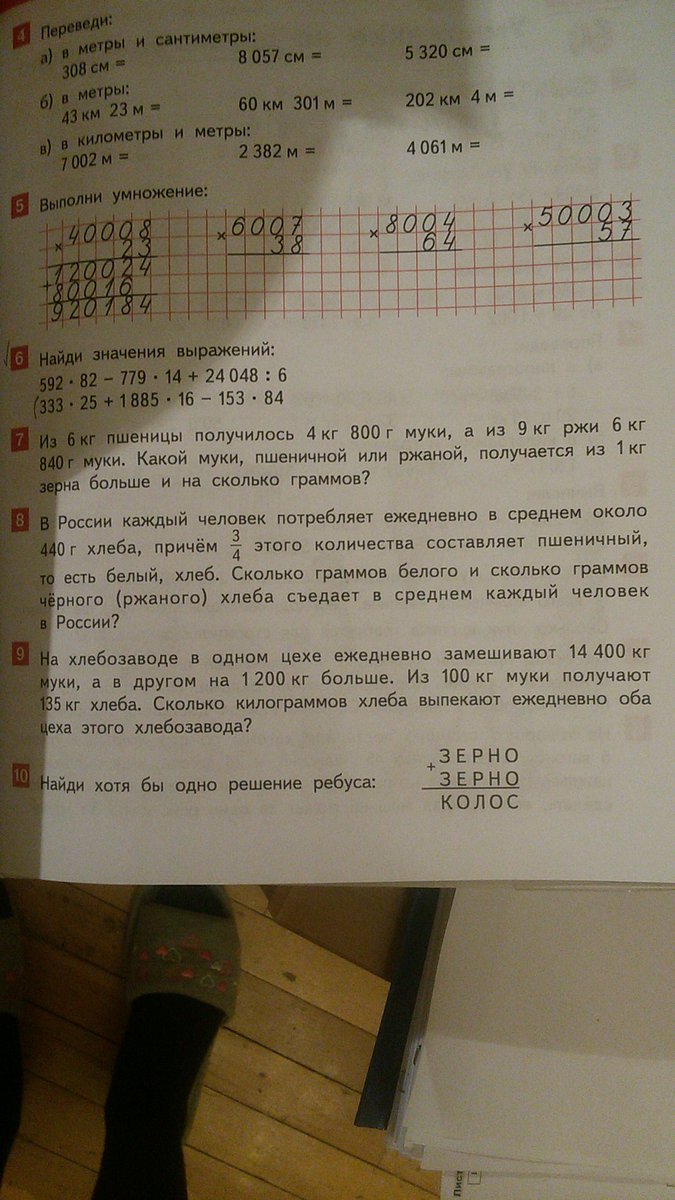 4 Переведи:
а) в метры и сантиметры:
308 см = 8 057 см = 5 320 см =
б) в метры:
43 км 23 м = 60 км 301 м = 202 км 4 м =
в) в километры и метры:
7 002 м = 2 382 м = 4 061 м =
5 Выполни умножение:
× 40008 × 6007 × 8004 × 50003
23 38 64 57
120024
+
80016
920184
6 Найди значения выражений:
592 · 82 − 779 · 14 + 24 048 : 6
(333 · 25 + 1 885 · 16 − 153 · 84
7 Из 6 кг пшеницы получилось 4 кг 800 г муки, а из 9 кг ржи 6 кг
840 г муки. Какой муки, пшеничной или ржаной, получается из 1 кг
зерна больше и на сколько граммов?
8 В России каждый человек потребляет ежедневно в среднем около
440 г хлеба, причём 3/4 этого количества составляет пшеничный,
то есть белый, хлеб. Сколько граммов белого и сколько граммов
чёрного (ржаного) хлеба съедает в среднем каждый человек
в России?
9 На хлебозаводе в одном цехе ежедневно замешивают 14 400 кг
муки, а в другом на 1 200 кг больше. Из 100 кг муки получают
135 кг хлеба. Сколько килограммов хлеба выпекают ежедневно оба
цеха этого хлебозавода?
10 Найди хотя бы одно решение ребуса:
+ ЗЕРНО
ЗЕРНО
КОЛОС
Лист